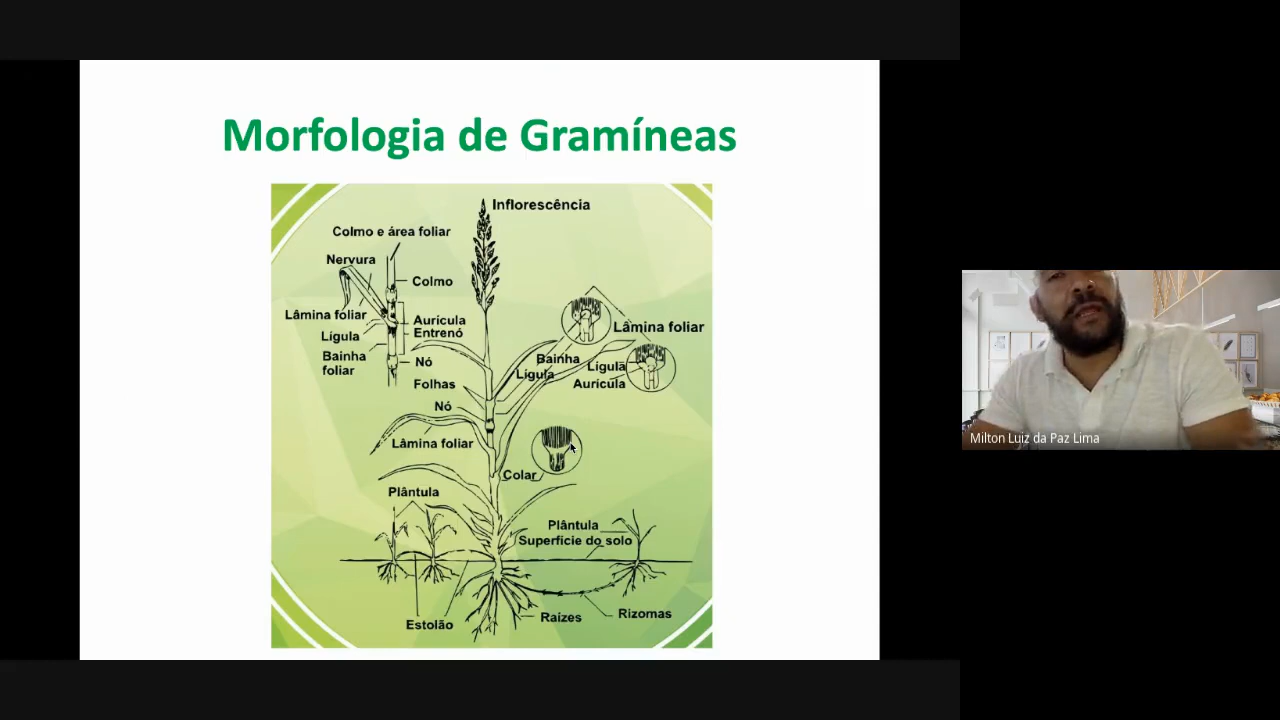 Morfologia de Gramíneas
Inflorescência
Colmo e área foliar
Nervura
Colmo
Lâmina foliar
Aurícula
Lígula
Entrenó
Bainha
foliar
Nó
Folhas
Nó
Lâmina foliar
Lâmina foliar
Bainha
Lígula
Lígula
Aurícula
Colar
Plântula
Plântula
Superfície do solo
Estolão
Raízes
Rizomas
Milton Luiz da Paz Lima